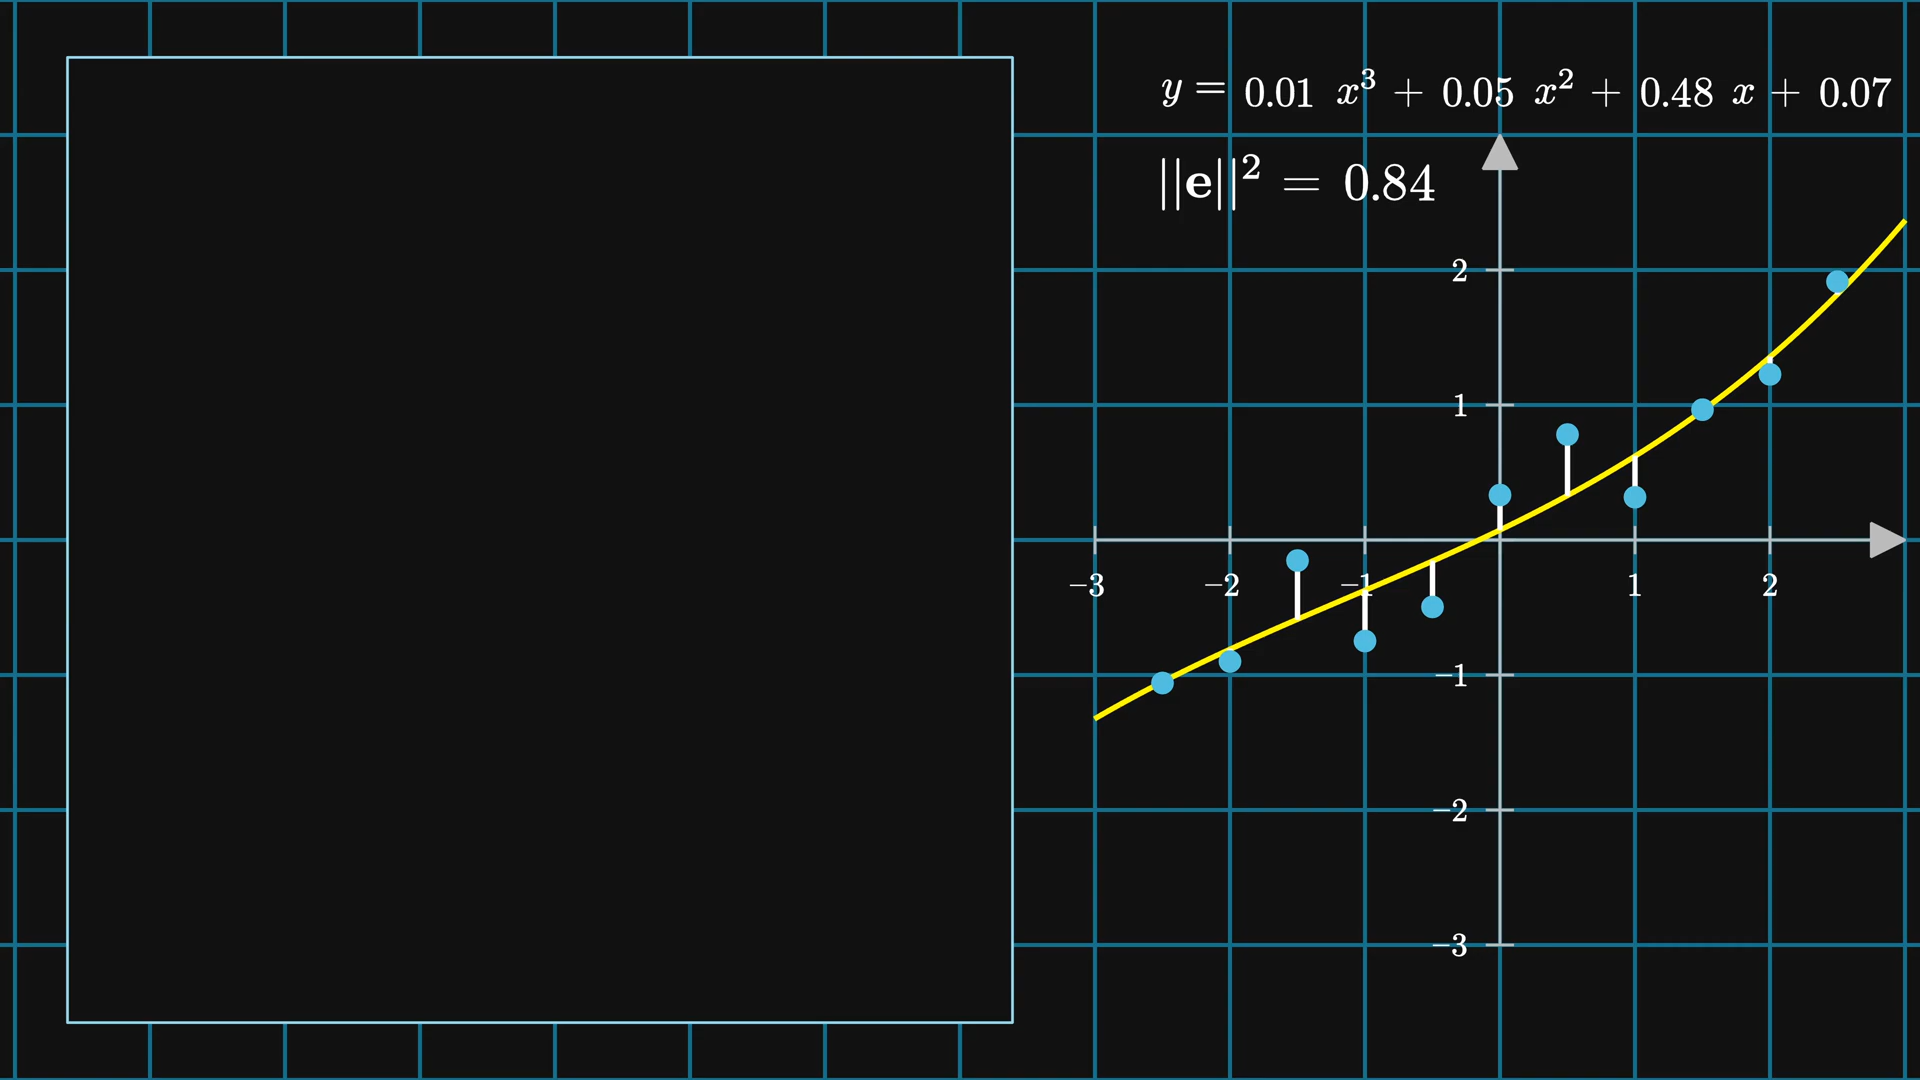 y = 0.01 x³ + 0.05 x² + 0.48 x + 0.07
||e||² = 0.84
2
1
−3 −2 −1 1 2
−1
−2
−3